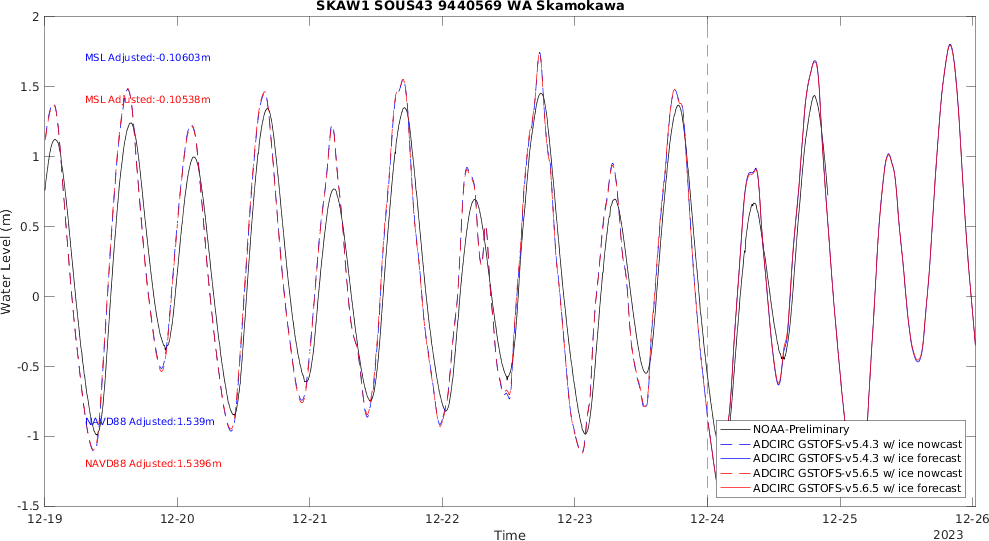 SKAW1 SOUS43 9440569 WA Skamokawa
2
1.5
1
0.5
0
-0.5
-1
-1.5
Water Level (m)
MSL Adjusted:-0.10603m
MSL Adjusted:-0.10538m
NAVD88 Adjusted:1.539m
NAVD88 Adjusted:1.5396m
NOAA-Preliminary
ADCIRC GSTOFS-v5.4.3 w/ ice nowcast
ADCIRC GSTOFS-v5.4.3 w/ ice forecast
ADCIRC GSTOFS-v5.6.5 w/ ice nowcast
ADCIRC GSTOFS-v5.6.5 w/ ice forecast
12-19 12-20 12-21 12-22 12-23 12-24 12-25 12-26
Time
2023